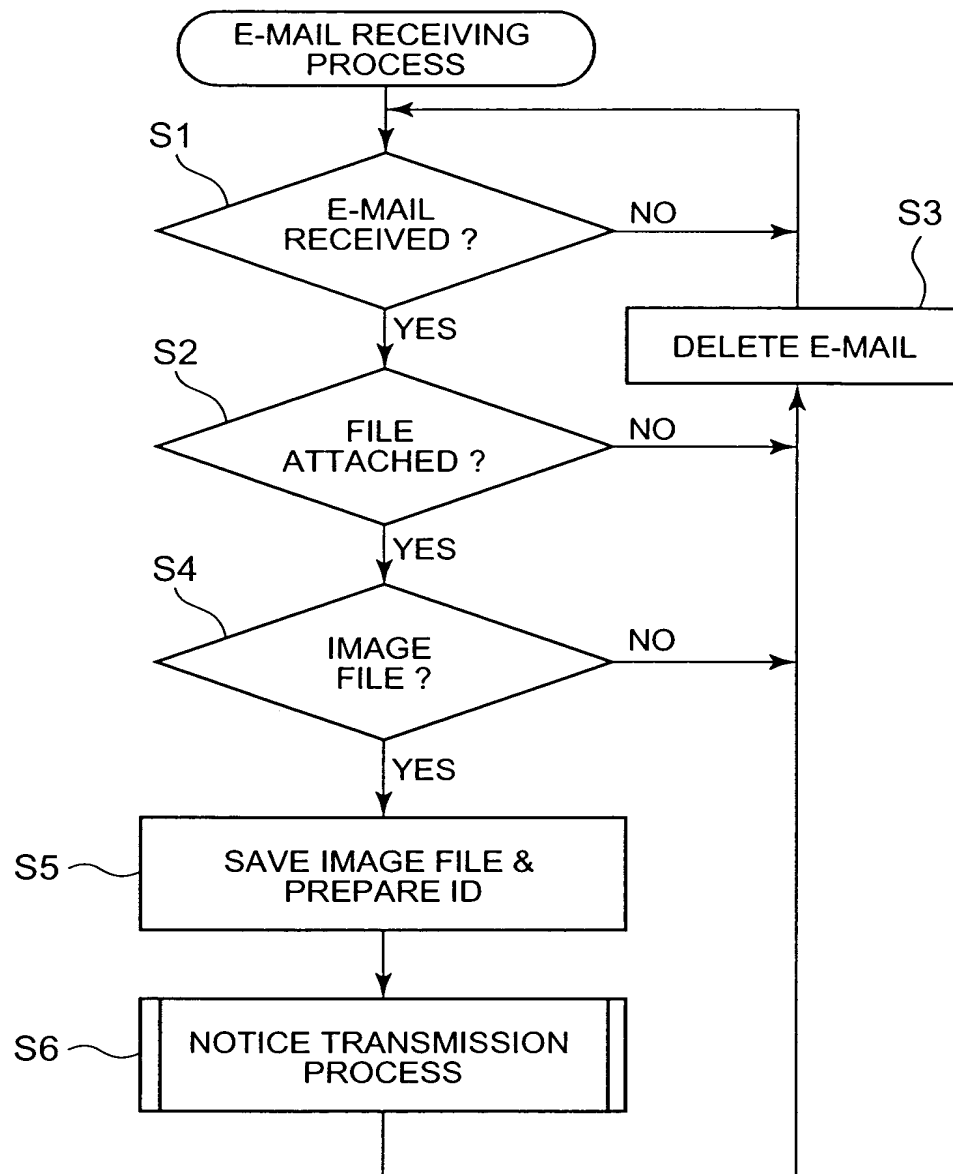 E-MAIL RECEIVING
PROCESS
S1
E-MAIL
RECEIVED ?
NO
S3
YES
DELETE E-MAIL
S2
FILE
ATTACHED ?
NO
YES
S4
IMAGE
FILE ?
NO
YES
S5
SAVE IMAGE FILE &
PREPARE ID
S6
NOTICE TRANSMISSION
PROCESS